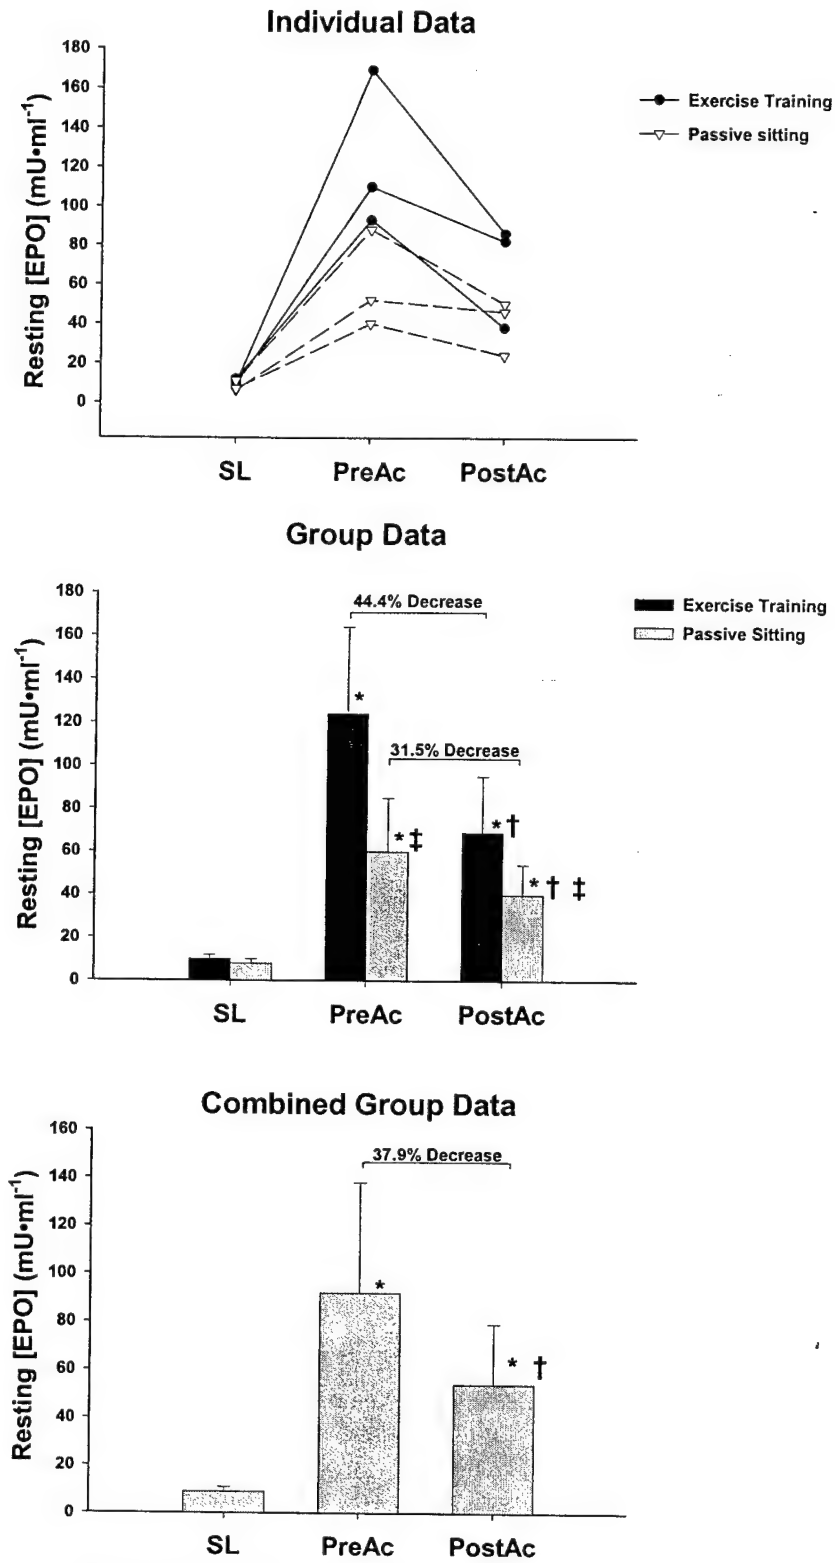 Individual Data
Resting [EPO] (mU•ml-1)
180
160
140
120
100
80
60
40
20
0
SL PreAc PostAc
Exercise Training
Passive sitting
Group Data
Resting [EPO] (mU•ml-1)
180
160
140
120
100
80
60
40
20
0
44.4% Decrease
*
31.5% Decrease
* ‡
* †
* † ‡
SL PreAc PostAc
Exercise Training
Passive Sitting
Combined Group Data
Resting [EPO] (mU•ml-1)
160
140
120
100
80
60
40
20
0
37.9% Decrease
*
* †
SL PreAc PostAc